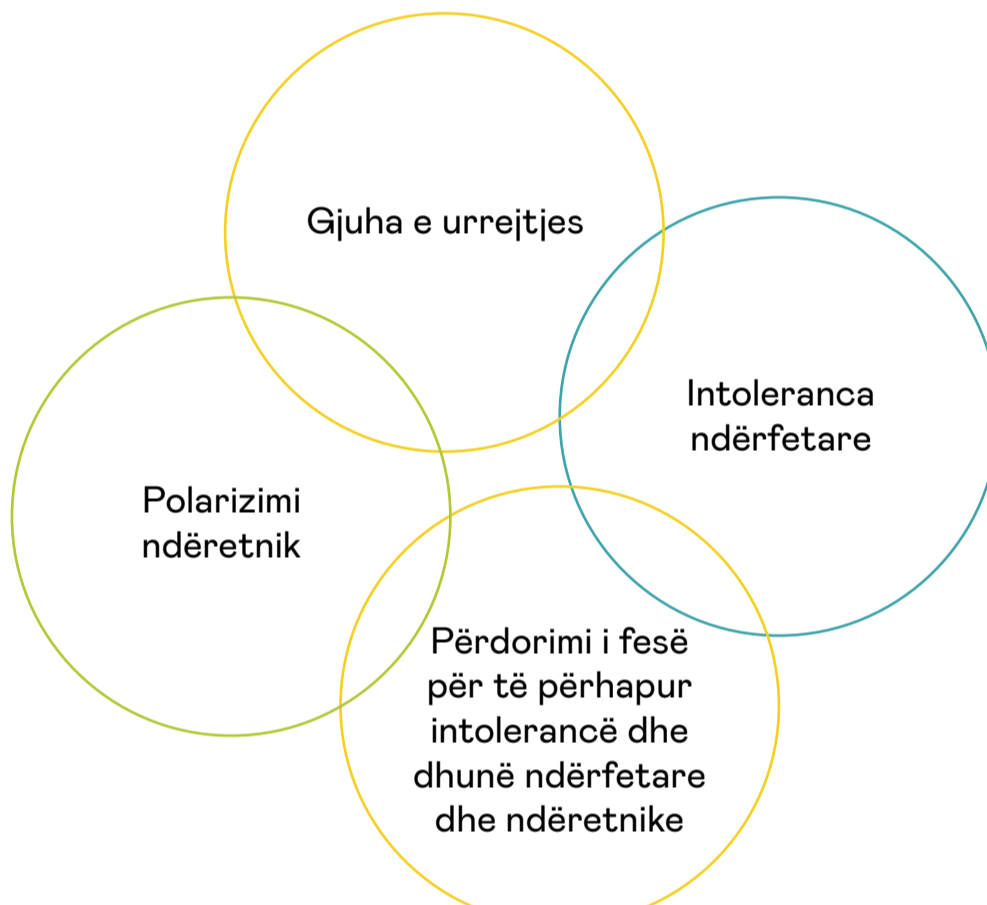 Gjuha e urrejtjes
Intoleranca
ndërfetare
Polarizimi
ndëretnik
Përdorimi i fesë
për të përhapur
intolerancë dhe
dhunë ndërfetare
dhe ndëretnike